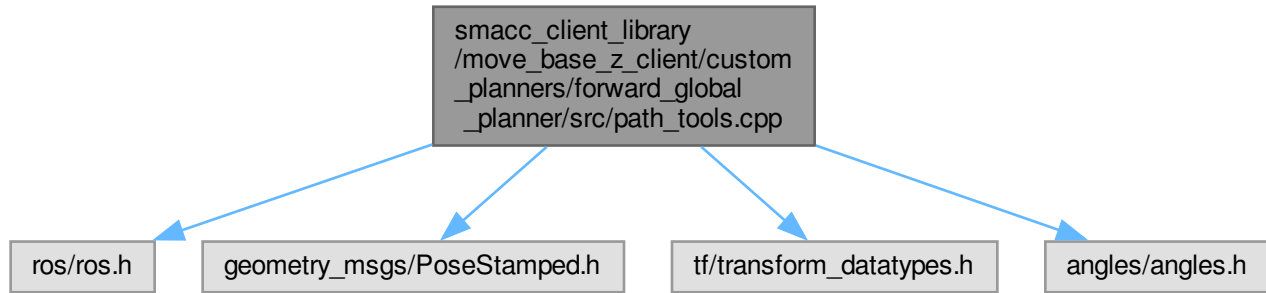 smacc_client_library
/move_base_z_client/custom
_planners/forward_global
_planner/src/path_tools.cpp
ros/ros.h
geometry_msgs/PoseStamped.h
tf/transform_datatypes.h
angles/angles.h